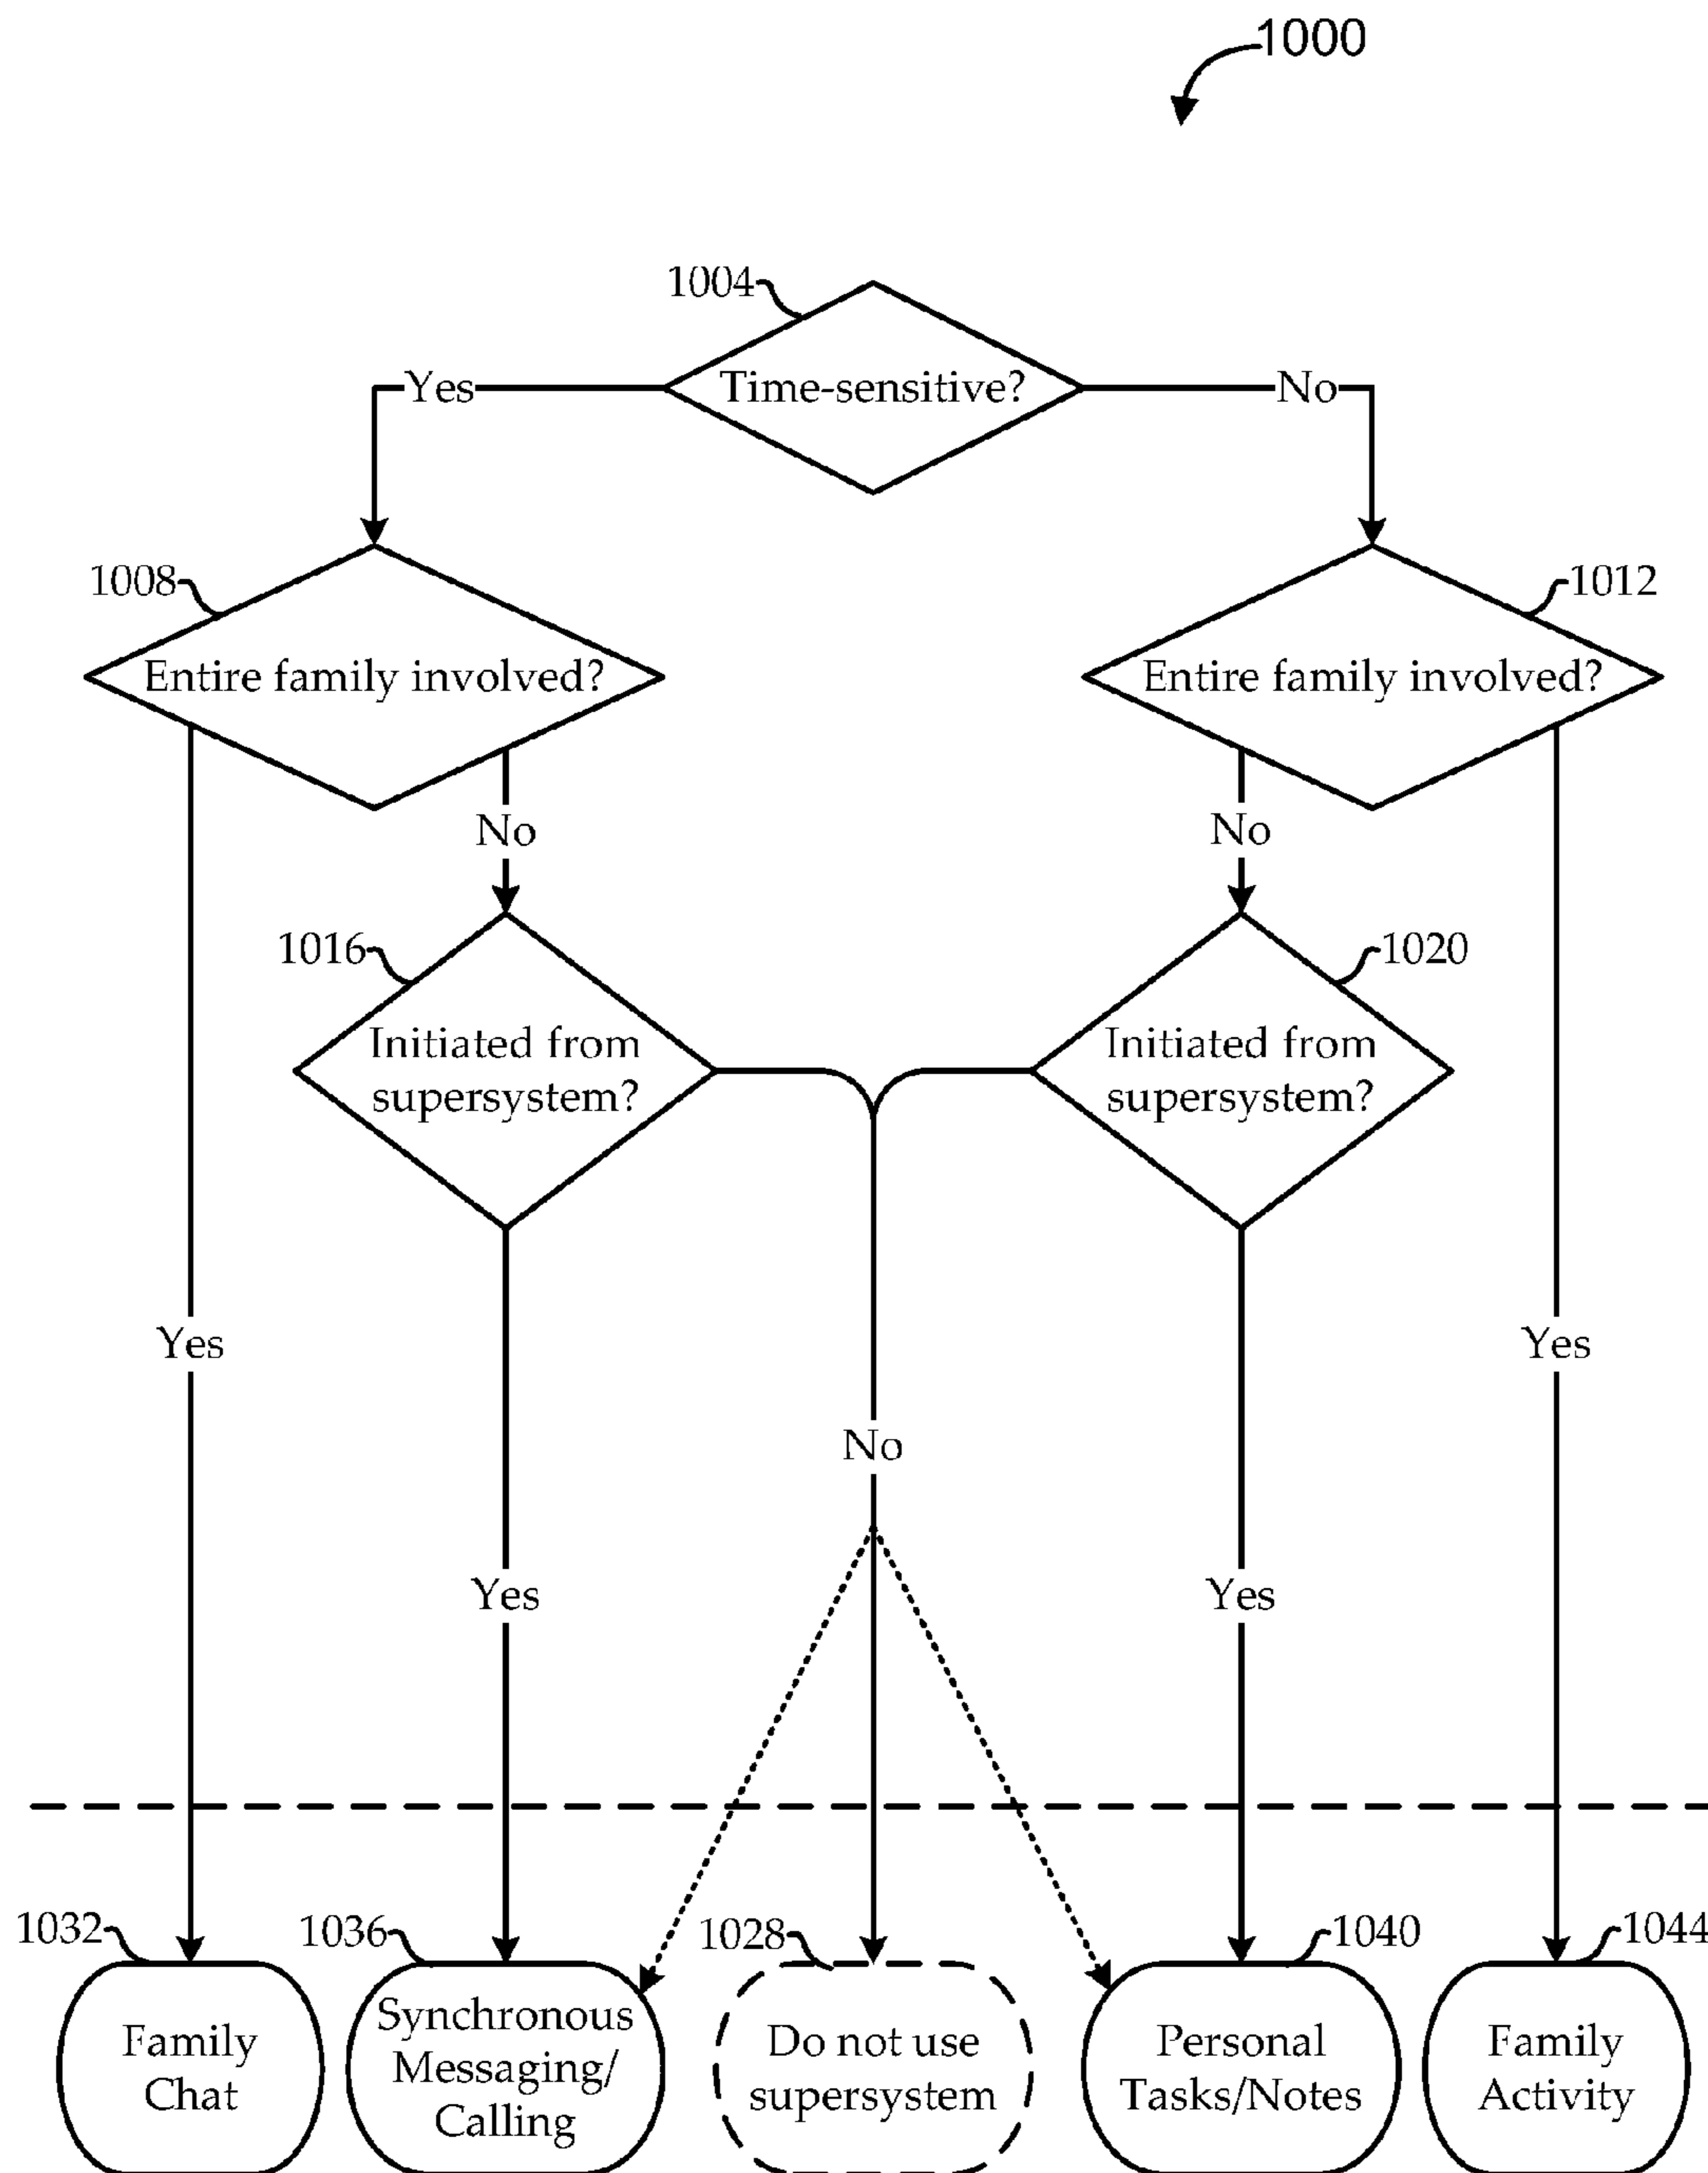 1000
1004
Time-sensitive?
Yes
No
1008
1012
Entire family involved?
Entire family involved?
No
No
1016
1020
Initiated from
supersystem?
Initiated from
supersystem?
Yes
Yes
No
Yes
Yes
1032
1036
1028
1040
1044
Family
Chat
Synchronous
Messaging/
Calling
Do not use
supersystem
Personal
Tasks/Notes
Family
Activity